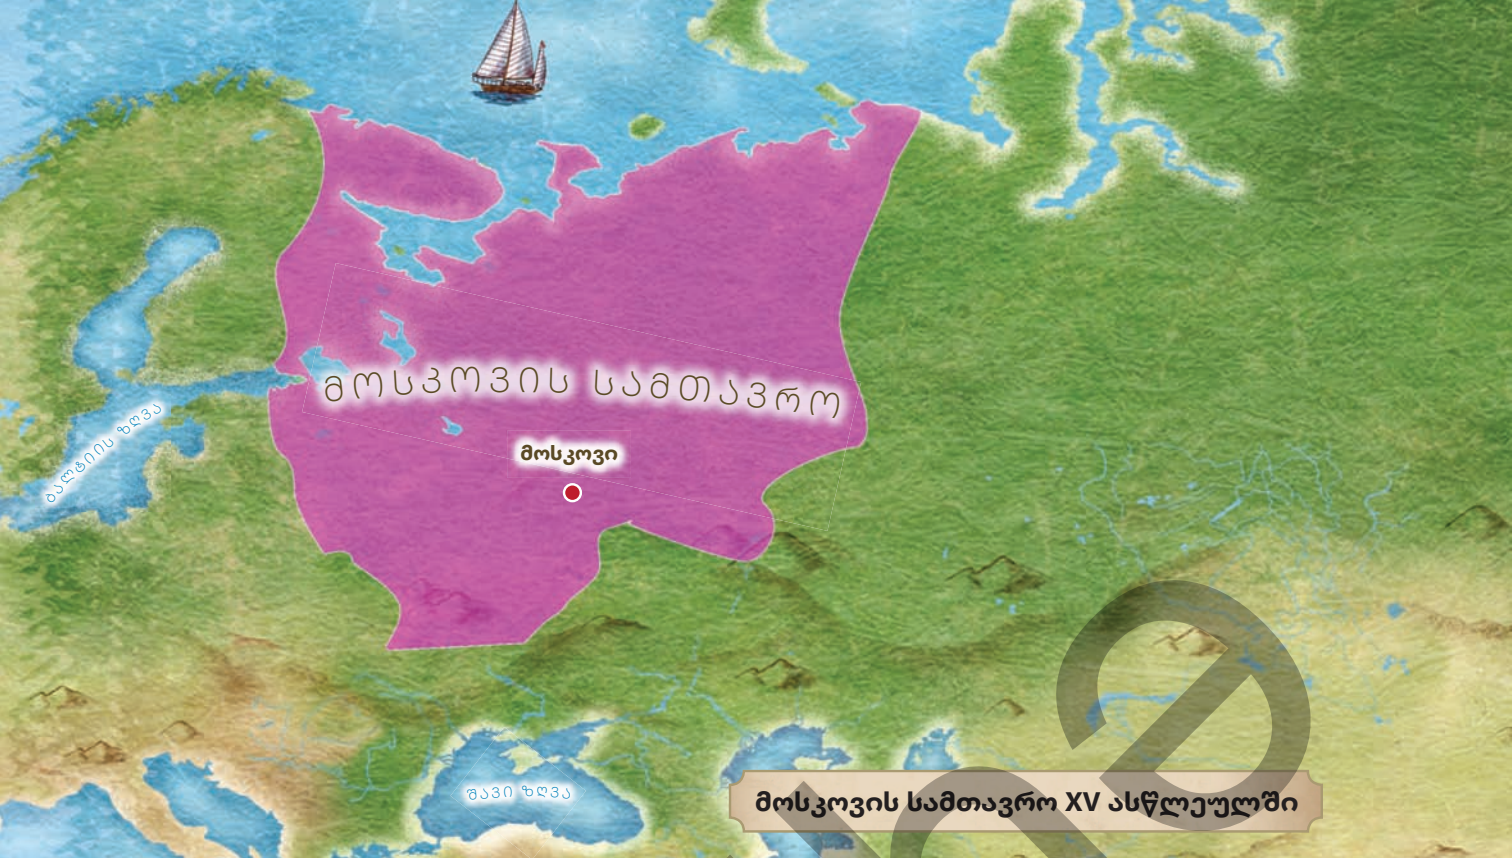 მოსკოვის სამთავრო
მოსკოვი
ბალტიის ზღვა
შავი ზღვა
მოსკოვის სამთავრო XV ასწლეულში